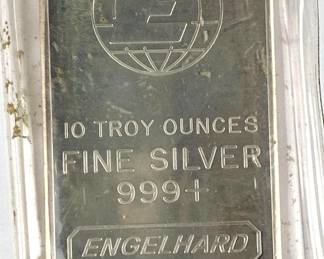 E
10 TROY OUNCES
FINE SILVER
999+
ENGELHARD